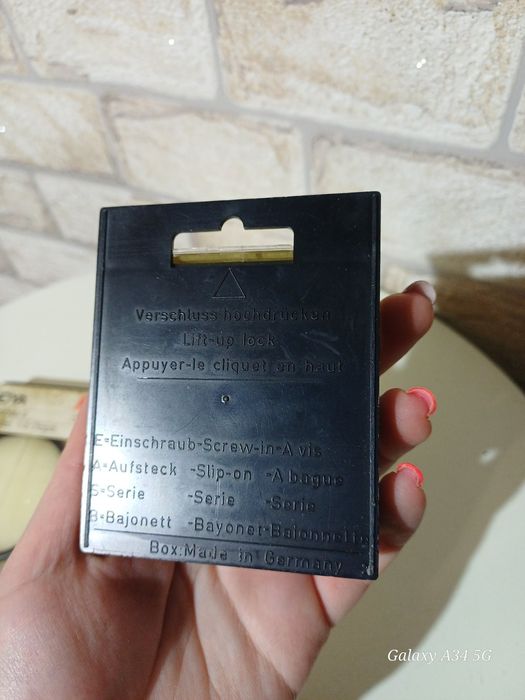 Verschluss hochdrücken
Lift-up lock
Appuyer-le cliquet en haut
E=Einschraub-Screw-in-A vis
A=Aufsteck -Slip-on -A bague
S=Serie -Serie -Serie
B=Bajonett -Bayonet-Baionnette
Box:Made in Germany
Galaxy A34 5G